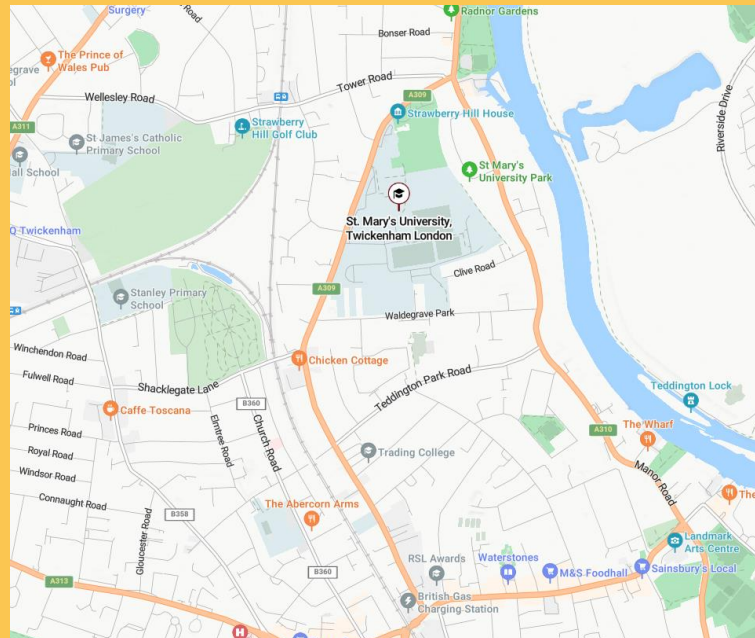 Surgery
Radnor Gardens
Bonser Road
The Prince of
Wales Pub
Tower Road
Wellesley Road
A309
Strawberry Hill House
A311
Strawberry
Hill Golf Club
St James's Catholic
Primary School
St Mary's
University Park
Riverside Drive
St. Mary's University,
Twickenham London
Twickenham
Clive Road
A309
Stanley Primary
School
Waldegrave Park
Winchendon Road
Chicken Cottage
Fulwell Road
Shacklegate Lane
Teddington Park Road
Teddington Lock
B360
Caffe Toscana
Elmtree Road
Church Road
Princes Road
A310
The Wharf
Royal Road
Trading College
Manor Road
Windsor Road
Connaught Road
The Abercorn Arms
The
B358
Gloucester Road
Landmark
Arts Centre
RSL Awards
Waterstones
B360
M&S Foodhall
Sainsbury's Local
A313
British Gas
Charging Station
H